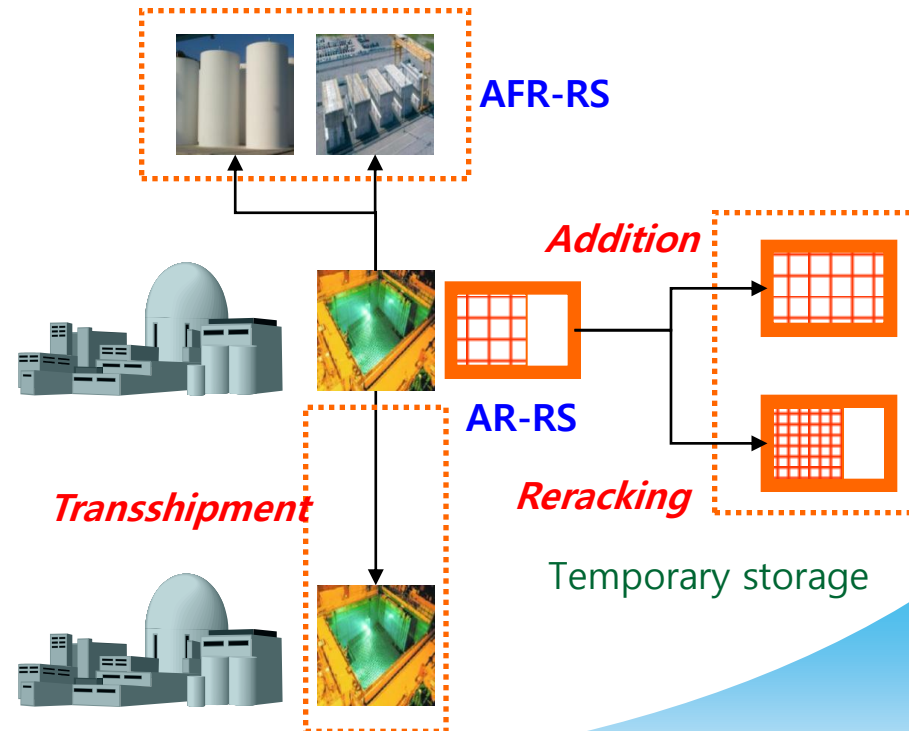 AFR-RS
Addition
AR-RS
Reracking
Transshipment
Temporary storage